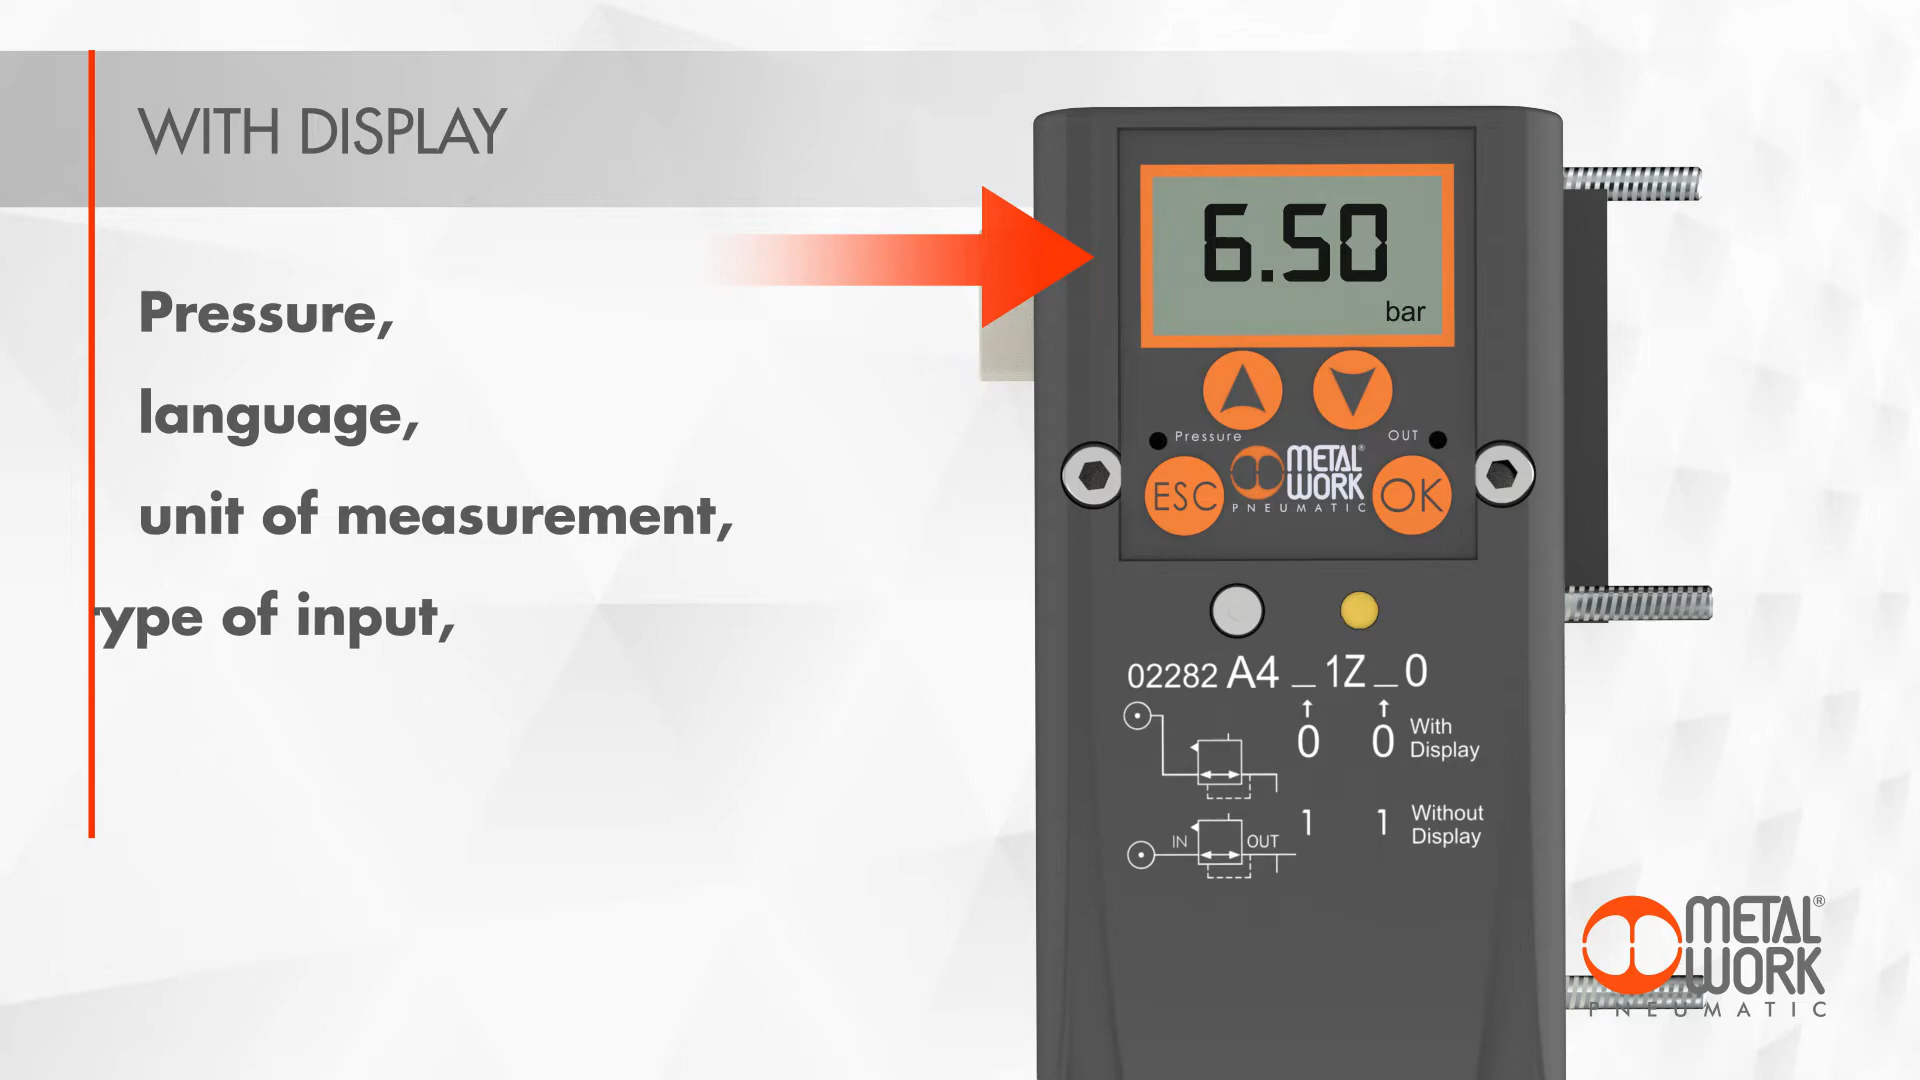 WITH DISPLAY
Pressure,
language,
unit of measurement,
type of input,
6.50
bar
Pressure
OUT
ESC
METAL®
WORK
PNEUMATIC
OK
02282 A4 _ 1Z _ 0
0 0 With
Display
IN OUT
1 1 Without
Display
METAL®
WORK
PNEUMATIC